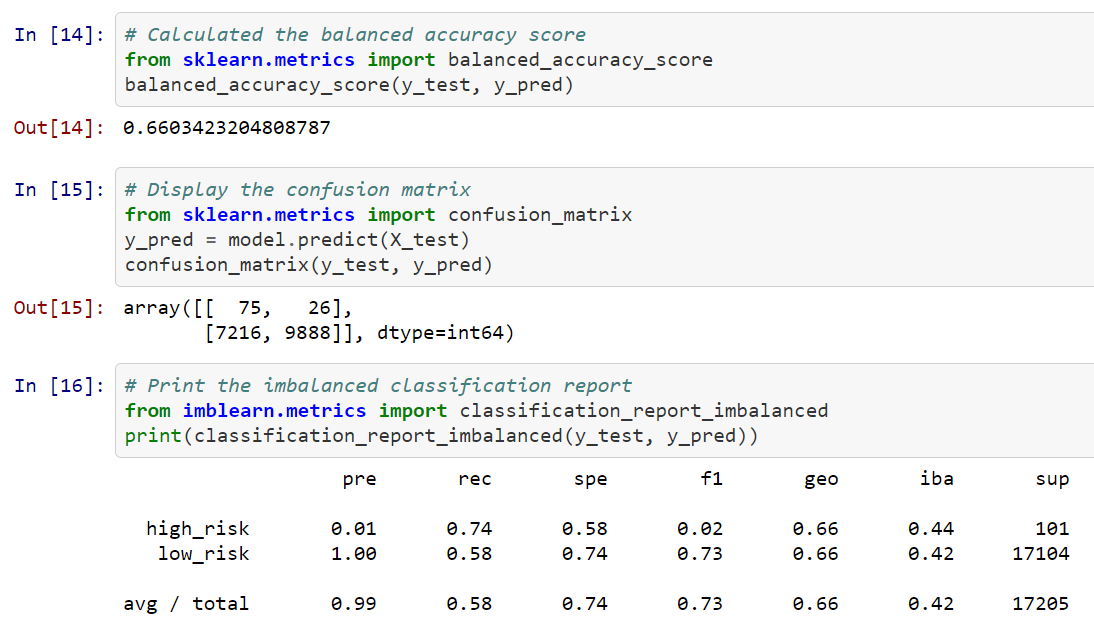 In [14]: # Calculated the balanced accuracy score
from sklearn.metrics import balanced_accuracy_score
balanced_accuracy_score(y_test, y_pred)
Out[14]: 0.6603423204808787
In [15]: # Display the confusion matrix
from sklearn.metrics import confusion_matrix
y_pred = model.predict(X_test)
confusion_matrix(y_test, y_pred)
Out[15]: array([[  75,   26],
[7216, 9888]], dtype=int64)
In [16]: # Print the imbalanced classification report
from imblearn.metrics import classification_report_imbalanced
print(classification_report_imbalanced(y_test, y_pred))
pre rec spe f1 geo iba sup
high_risk 0.01 0.74 0.58 0.02 0.66 0.44 101
low_risk 1.00 0.58 0.74 0.73 0.66 0.42 17104
avg / total 0.99 0.58 0.74 0.73 0.66 0.42 17205